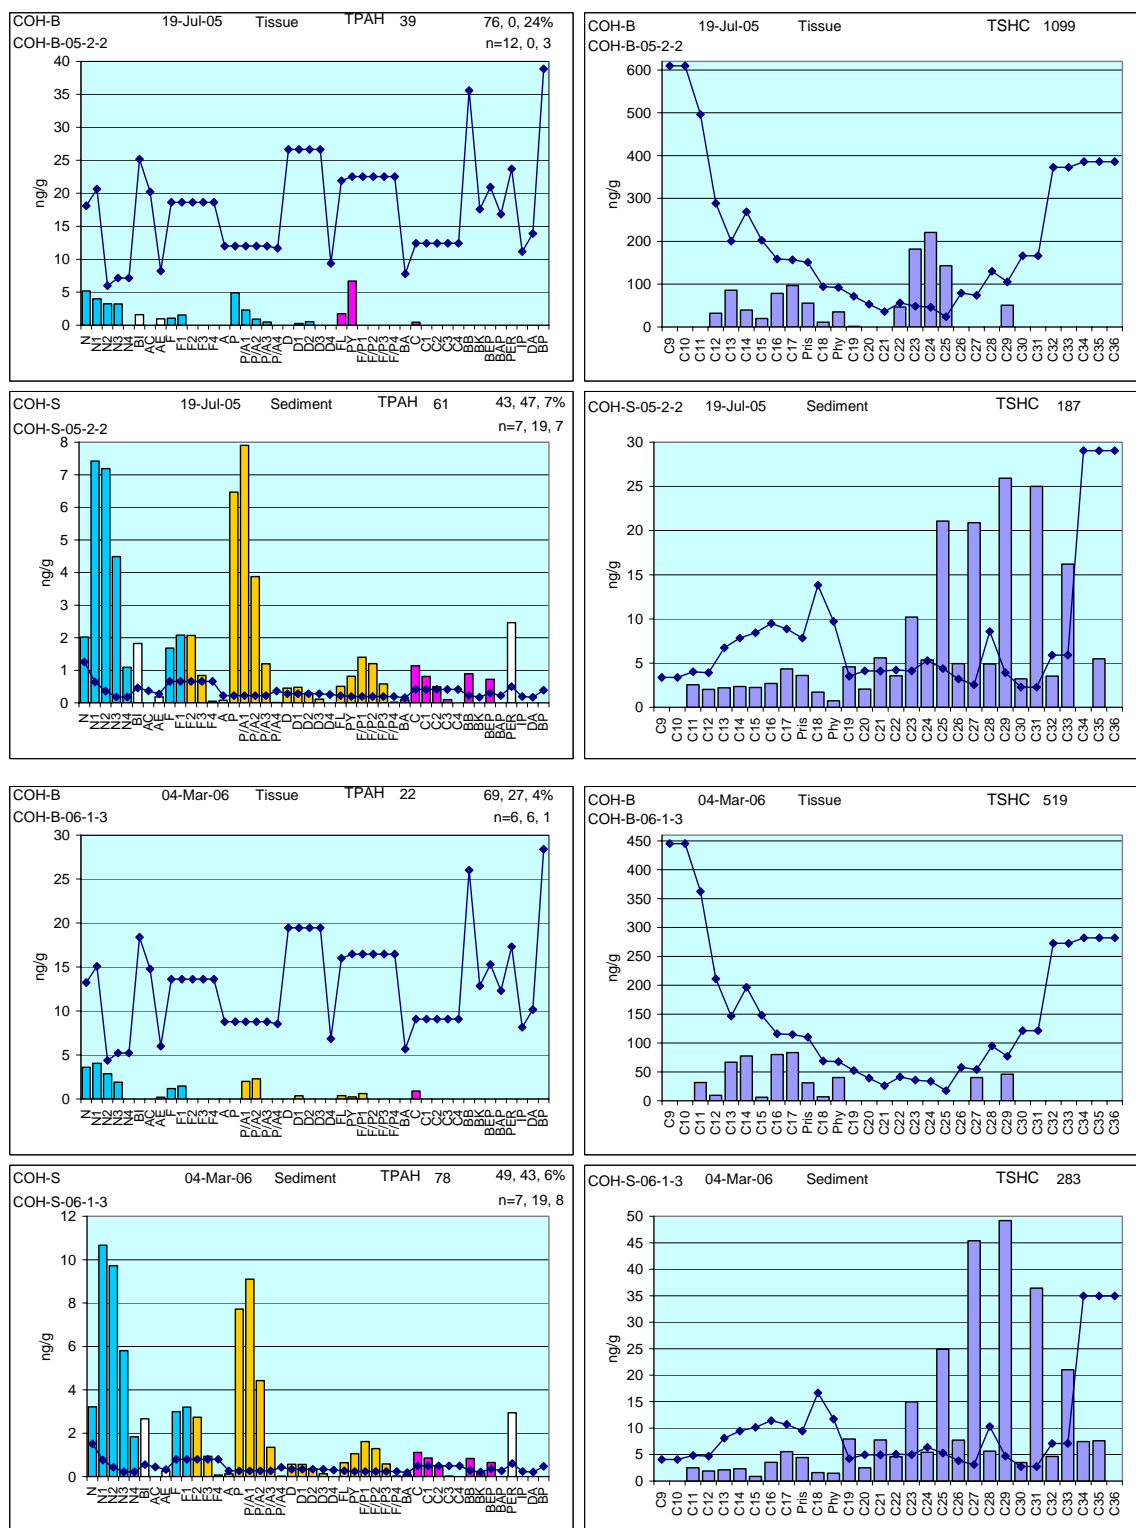 COH-B 19-Jul-05 Tissue TPAH 39 76, 0, 24%
COH-B-05-2-2 n=12, 0, 3
40
35
30
25
20
15
10
5
0
ng/g
N N1 N2 N3 N4 BI AC AE F F1 F2 F3 F4 A P P/A1 P/A2 P/A3 P/A4 D D1 D2 D3 D4 FL PY F/P1 F/P2 F/P3 F/P4 BA C C1 C2 C3 C4 BB BK BEP BAP PER IP DA BP
COH-B 19-Jul-05 Tissue TSHC 1099
COH-B-05-2-2
600
500
400
300
200
100
0
ng/g
C9 C10 C11 C12 C13 C14 C15 C16 C17 Pris C18 Phy C19 C20 C21 C22 C23 C24 C25 C26 C27 C28 C29 C30 C31 C32 C33 C34 C35 C36
COH-S 19-Jul-05 Sediment TPAH 61 43, 47, 7%
COH-S-05-2-2 n=7, 19, 7
8
7
6
5
4
3
2
1
0
ng/g
N N1 N2 N3 N4 BI AC AE F F1 F2 F3 F4 A P P/A1 P/A2 P/A3 P/A4 D D1 D2 D3 D4 FL PY F/P1 F/P2 F/P3 F/P4 BA C C1 C2 C3 C4 BB BK BEP BAP PER IP DA BP
COH-S-05-2-2 19-Jul-05 Sediment TSHC 187
30
25
20
15
10
5
0
ng/g
C9 C10 C11 C12 C13 C14 C15 C16 C17 Pris C18 Phy C19 C20 C21 C22 C23 C24 C25 C26 C27 C28 C29 C30 C31 C32 C33 C34 C35 C36
COH-B 04-Mar-06 Tissue TPAH 22 69, 27, 4%
COH-B-06-1-3 n=6, 6, 1
30
25
20
15
10
5
0
ng/g
N N1 N2 N3 N4 BI AC AE F F1 F2 F3 F4 A P P/A1 P/A2 P/A3 P/A4 D D1 D2 D3 D4 FL PY F/P1 F/P2 F/P3 F/P4 BA C C1 C2 C3 C4 BB BK BEP BAP PER IP DA BP
COH-B 04-Mar-06 Tissue TSHC 519
COH-B-06-1-3
450
400
350
300
250
200
150
100
50
0
ng/g
C9 C10 C11 C12 C13 C14 C15 C16 C17 Pris C18 Phy C19 C20 C21 C22 C23 C24 C25 C26 C27 C28 C29 C30 C31 C32 C33 C34 C35 C36
COH-S 04-Mar-06 Sediment TPAH 78 49, 43, 6%
COH-S-06-1-3 n=7, 19, 8
12
10
8
6
4
2
0
ng/g
N N1 N2 N3 N4 BI AC AE F F1 F2 F3 F4 A P P/A1 P/A2 P/A3 P/A4 D D1 D2 D3 D4 FL PY F/P1 F/P2 F/P3 F/P4 BA C C1 C2 C3 C4 BB BK BEP BAP PER IP DA BP
COH-S-06-1-3 04-Mar-06 Sediment TSHC 283
50
45
40
35
30
25
20
15
10
5
0
ng/g
C9 C10 C11 C12 C13 C14 C15 C16 C17 Pris C18 Phy C19 C20 C21 C22 C23 C24 C25 C26 C27 C28 C29 C30 C31 C32 C33 C34 C35 C36